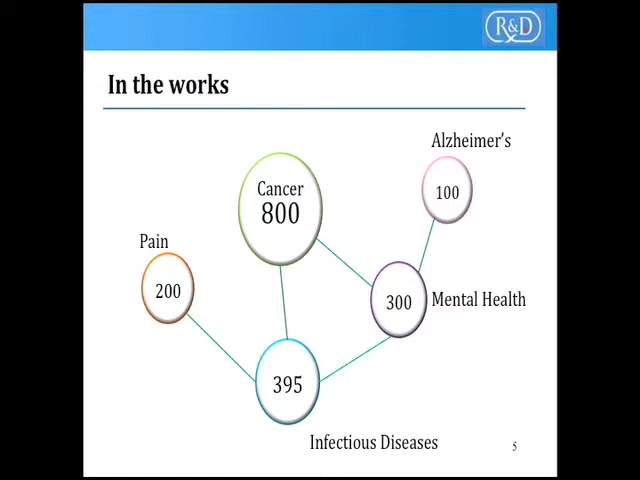 R&D
In the works
Alzheimer's
100
Cancer
800
Pain
200
300
Mental Health
395
Infectious Diseases
5